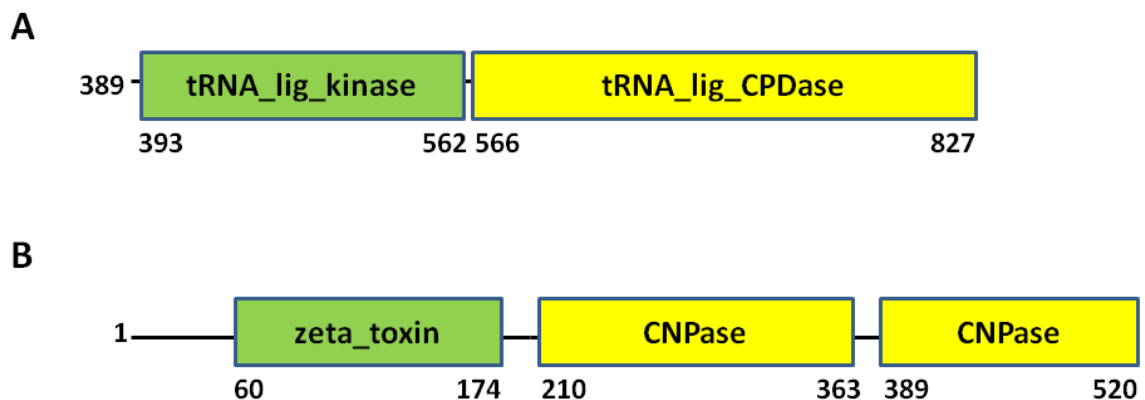 A
389 tRNA_lig_kinase tRNA_lig_CPDase
393 562 566 827
B
1 zeta_toxin CNPase CNPase
60 174 210 363 389 520